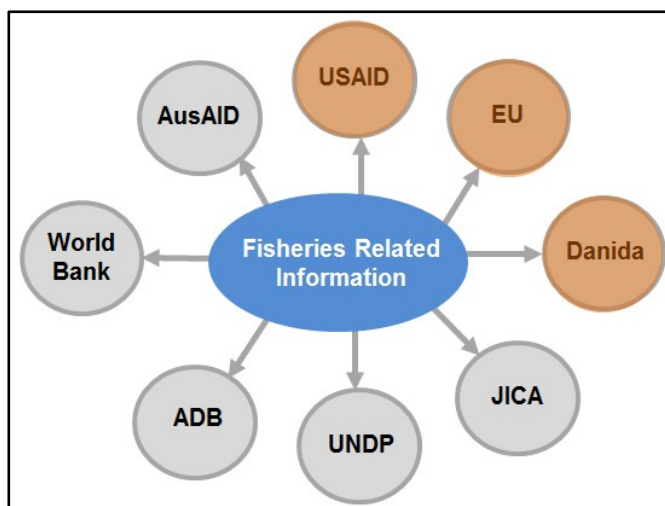 USAID
AusAID
EU
World
Bank
Fisheries Related
Information
Danida
ADB
UNDP
JICA